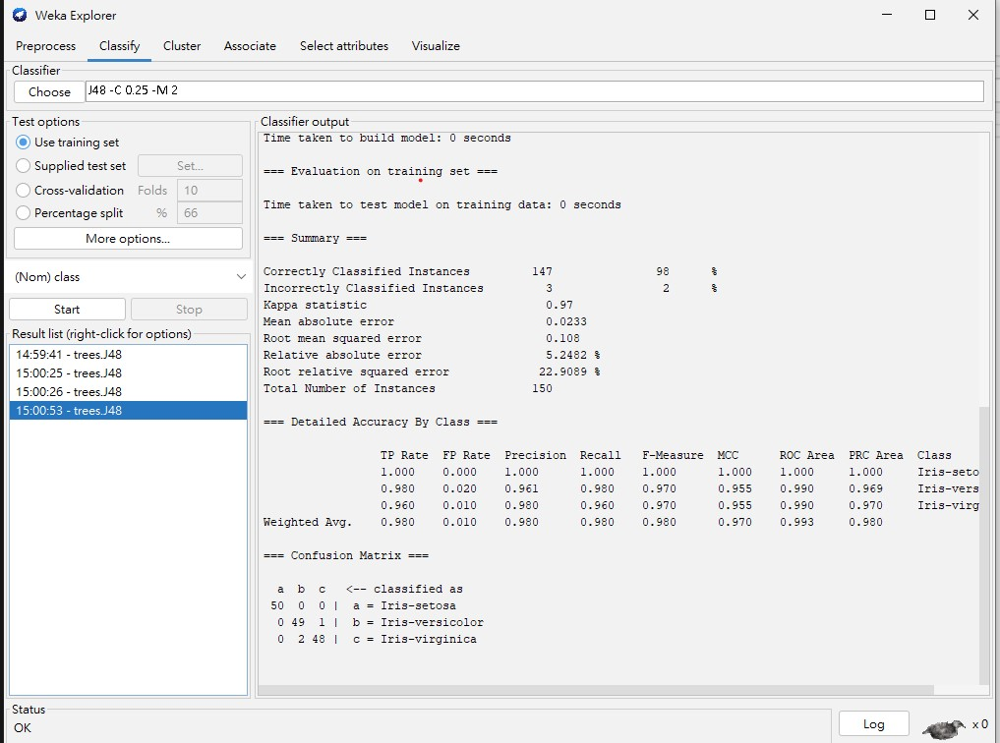 Weka Explorer
Preprocess Classify Cluster Associate Select attributes Visualize
Classifier
Choose J48 -C 0.25 -M 2
Test options
Use training set
Supplied test set Set...
Cross-validation Folds 10
Percentage split % 66
More options...
(Nom) class
Start Stop
Result list (right-click for options)
14:59:41 - trees.J48
15:00:25 - trees.J48
15:00:26 - trees.J48
15:00:53 - trees.J48
Classifier output
Time taken to build model: 0 seconds
=== Evaluation on training set ===
Time taken to test model on training data: 0 seconds
=== Summary ===
Correctly Classified Instances 147 98 %
Incorrectly Classified Instances 3 2 %
Kappa statistic 0.97
Mean absolute error 0.0233
Root mean squared error 0.108
Relative absolute error 5.2482 %
Root relative squared error 22.9089 %
Total Number of Instances 150
=== Detailed Accuracy By Class ===
TP Rate FP Rate Precision Recall F-Measure MCC ROC Area PRC Area Class
1.000 0.000 1.000 1.000 1.000 1.000 1.000 1.000 Iris-seto
0.980 0.020 0.961 0.980 0.970 0.955 0.990 0.969 Iris-vers
0.960 0.010 0.980 0.960 0.970 0.955 0.990 0.970 Iris-virg
Weighted Avg. 0.980 0.010 0.980 0.980 0.980 0.970 0.993 0.980
=== Confusion Matrix ===
a b c <-- classified as
50 0 0 | a = Iris-setosa
0 49 1 | b = Iris-versicolor
0 2 48 | c = Iris-virginica
Status
OK
Log x 0